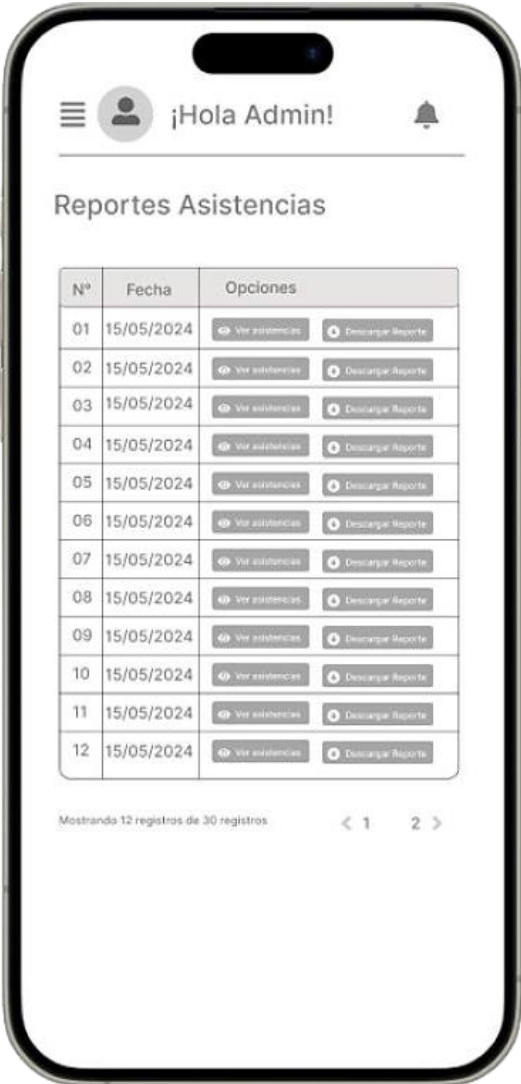 ¡Hola Admin!
Reportes Asistencias
N° Fecha Opciones
01 15/05/2024 Ver asistencias Descargar Reporte
02 15/05/2024 Ver asistencias Descargar Reporte
03 15/05/2024 Ver asistencias Descargar Reporte
04 15/05/2024 Ver asistencias Descargar Reporte
05 15/05/2024 Ver asistencias Descargar Reporte
06 15/05/2024 Ver asistencias Descargar Reporte
07 15/05/2024 Ver asistencias Descargar Reporte
08 15/05/2024 Ver asistencias Descargar Reporte
09 15/05/2024 Ver asistencias Descargar Reporte
10 15/05/2024 Ver asistencias Descargar Reporte
11 15/05/2024 Ver asistencias Descargar Reporte
12 15/05/2024 Ver asistencias Descargar Reporte
Mostrando 12 registros de 30 registros < 1 2 >